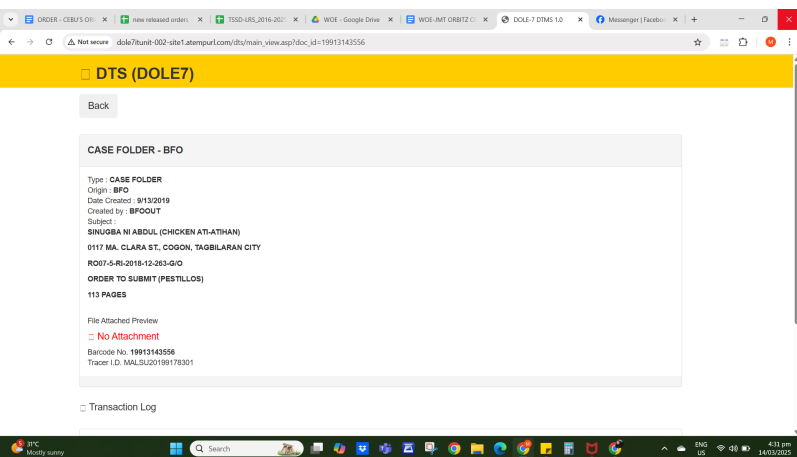 ORDER - CEBU'S OR
new released orders
TSSD-LRS_2016-202
WOE - Google Drive
WOE-JMT ORBITZ C
DOLE-7 DTMS 1.0
Messenger | Facebo
Not secure dole7itunit-002-site1.atempurl.com/dts/main_view.asp?doc_id=19913143556
DTS (DOLE7)
Back
CASE FOLDER - BFO
Type : CASE FOLDER
Origin : BFO
Date Created : 9/13/2019
Created by : BFOOUT
Subject :
SINUGBA NI ABDUL (CHICKEN ATI-ATIHAN)
0117 MA. CLARA ST., COGON, TAGBILARAN CITY
RO07-5-RI-2018-12-263-G/O
ORDER TO SUBMIT (PESTILLOS)
113 PAGES
File Attached Preview
No Attachment
Barcode No. 19913143556
Tracer I.D. MALSU20199178301
Transaction Log
31°C
Mostly sunny
Search
ENG
US
4:31 pm
14/03/2025